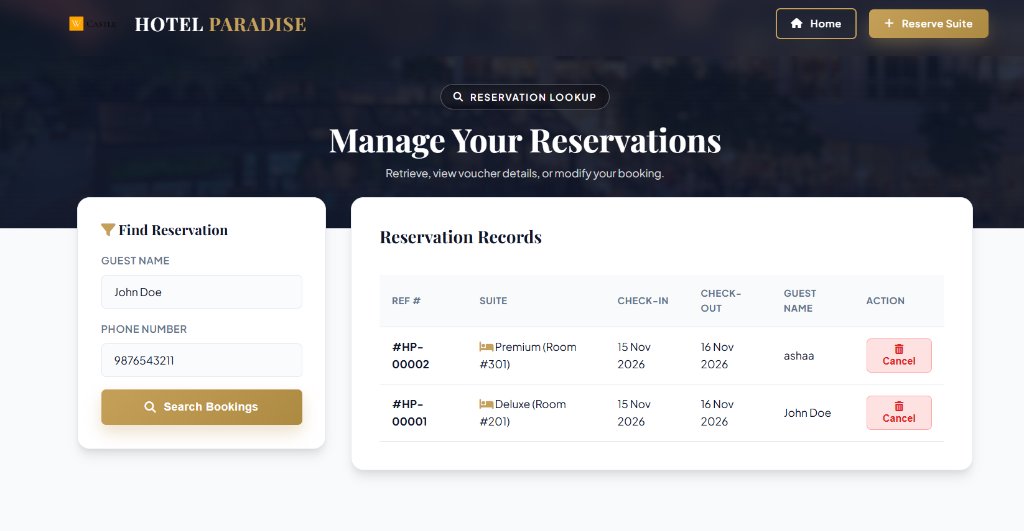 W CASTLE
HOTEL PARADISE
Home
+ Reserve Suite
RESERVATION LOOKUP
Manage Your Reservations
Retrieve, view voucher details, or modify your booking.
Find Reservation
GUEST NAME
John Doe
PHONE NUMBER
9876543211
Search Bookings
Reservation Records
REF # SUITE CHECK-IN CHECK-OUT GUEST NAME ACTION
#HP-00002 Premium (Room #301) 15 Nov 2026 16 Nov 2026 ashaa Cancel
#HP-00001 Deluxe (Room #201) 15 Nov 2026 16 Nov 2026 John Doe Cancel